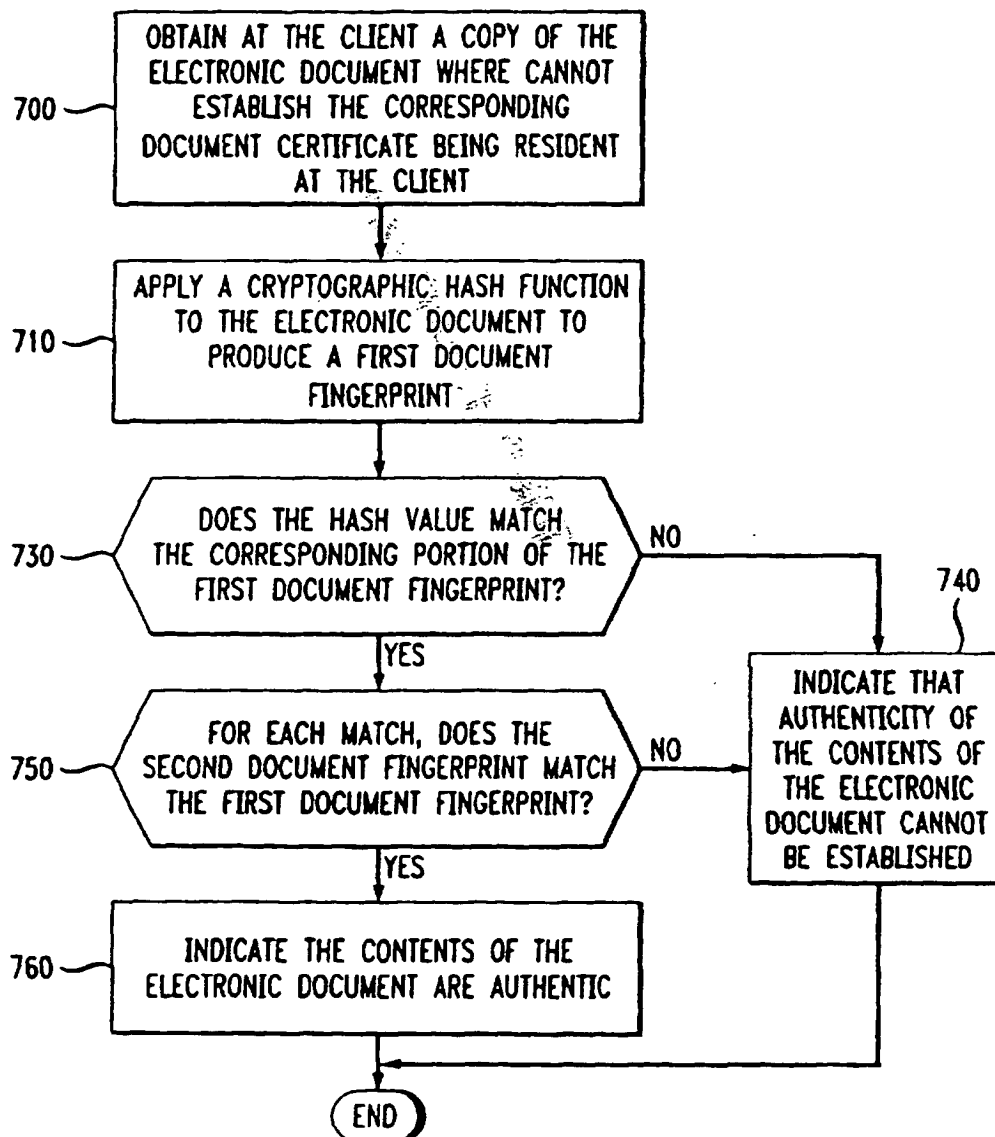 OBTAIN AT THE CLIENT A COPY OF THE
ELECTRONIC DOCUMENT WHERE CANNOT
ESTABLISH THE CORRESPONDING
DOCUMENT CERTIFICATE BEING RESIDENT
AT THE CLIENT
700
APPLY A CRYPTOGRAPHIC HASH FUNCTION
TO THE ELECTRONIC DOCUMENT TO
PRODUCE A FIRST DOCUMENT
FINGERPRINT
710
DOES THE HASH VALUE MATCH
THE CORRESPONDING PORTION OF THE
FIRST DOCUMENT FINGERPRINT?
730
NO
YES
740
INDICATE THAT
AUTHENTICITY OF
THE CONTENTS OF
THE ELECTRONIC
DOCUMENT CANNOT
BE ESTABLISHED
FOR EACH MATCH, DOES THE
SECOND DOCUMENT FINGERPRINT MATCH
THE FIRST DOCUMENT FINGERPRINT?
750
NO
YES
INDICATE THE CONTENTS OF THE
ELECTRONIC DOCUMENT ARE AUTHENTIC
760
END